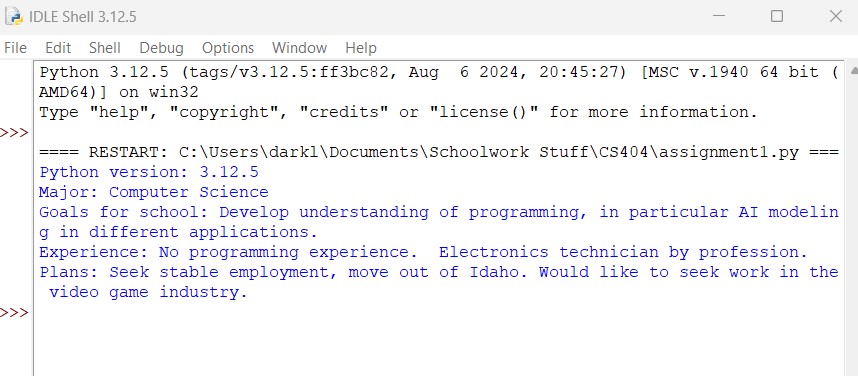 IDLE Shell 3.12.5
File Edit Shell Debug Options Window Help
Python 3.12.5 (tags/v3.12.5:ff3bc82, Aug  6 2024, 20:45:27) [MSC v.1940 64 bit (
AMD64)] on win32
Type "help", "copyright", "credits" or "license()" for more information.
>>>
==== RESTART: C:\Users\darkl\Documents\Schoolwork Stuff\CS404\assignment1.py ===
Python version: 3.12.5
Major: Computer Science
Goals for school: Develop understanding of programming, in particular AI modelin
g in different applications.
Experience: No programming experience.  Electronics technician by profession.
Plans: Seek stable employment, move out of Idaho. Would like to seek work in the
 video game industry.
>>>